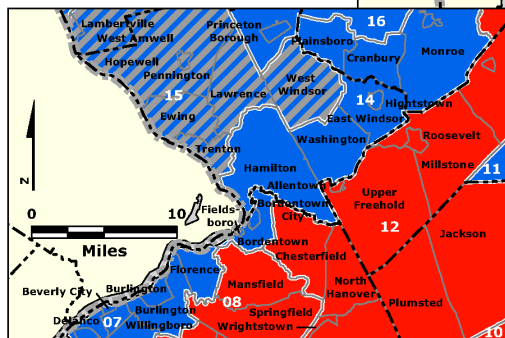 Lambertville
Princeton
Borough
16
West Amwell
Plainsboro
Monroe
Cranbury
Hopewell
Pennington
West
Windsor
15
Lawrence
14
Hightstown
Ewing
East Windsor
Roosevelt
Washington
Trenton
Millstone
Hamilton
11
Allentown
Upper
Freehold
Z
Fields-
boro
Bordentown
City
0
10
Miles
12
Jackson
Bordentown
Chesterfield
Florence
Mansfield
North
Hanover
Beverly City
Burlington
08
Plumsted
Burlington
Springfield
Delanco
07
Willingboro
Wrightstown
10